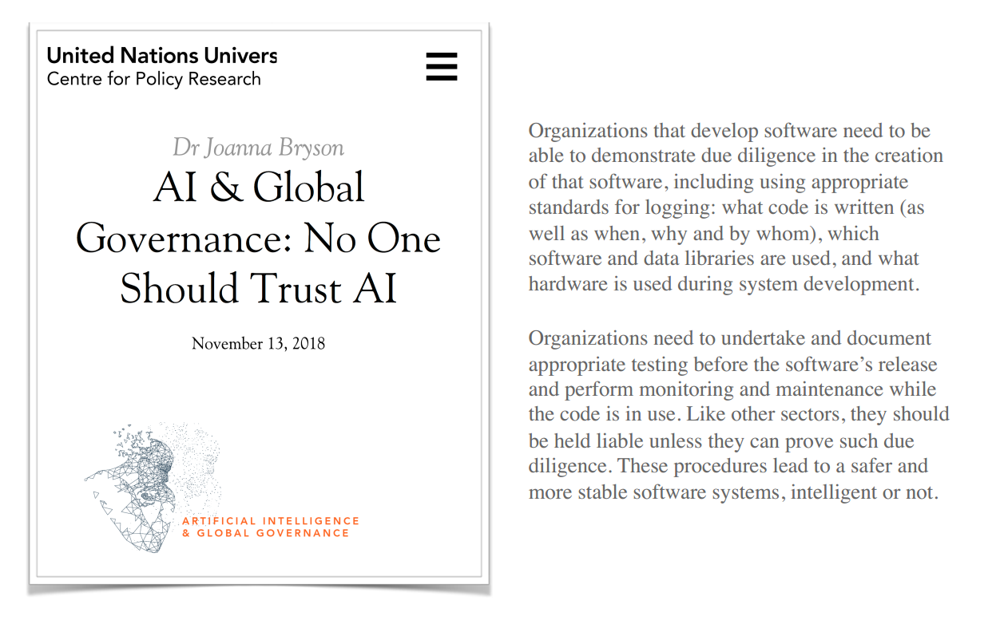 United Nations Univers
Centre for Policy Research
Dr Joanna Bryson
AI & Global
Governance: No One
Should Trust AI
November 13, 2018
ARTIFICIAL INTELLIGENCE
& GLOBAL GOVERNANCE
Organizations that develop software need to be
able to demonstrate due diligence in the creation
of that software, including using appropriate
standards for logging: what code is written (as
well as when, why and by whom), which
software and data libraries are used, and what
hardware is used during system development.
Organizations need to undertake and document
appropriate testing before the software’s release
and perform monitoring and maintenance while
the code is in use. Like other sectors, they should
be held liable unless they can prove such due
diligence. These procedures lead to a safer and
more stable software systems, intelligent or not.